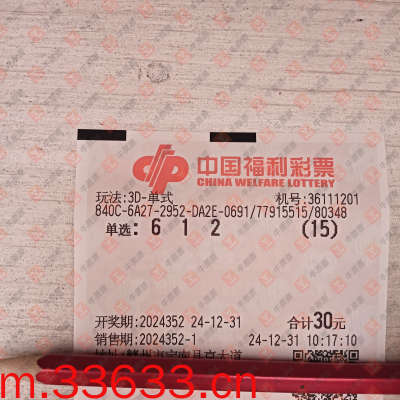 中国福利彩票
CHINA WELFARE LOTTERY
玩法:3D-单式 机号:36111201
840C-6A27-2952-DA2E-0691/77915515/80348
单选: 6 1 2 (15)
开奖期:2024352 24-12-31 合计30元
销售期:2024352-1 24-12-31 10:17:10
m.33633.cn